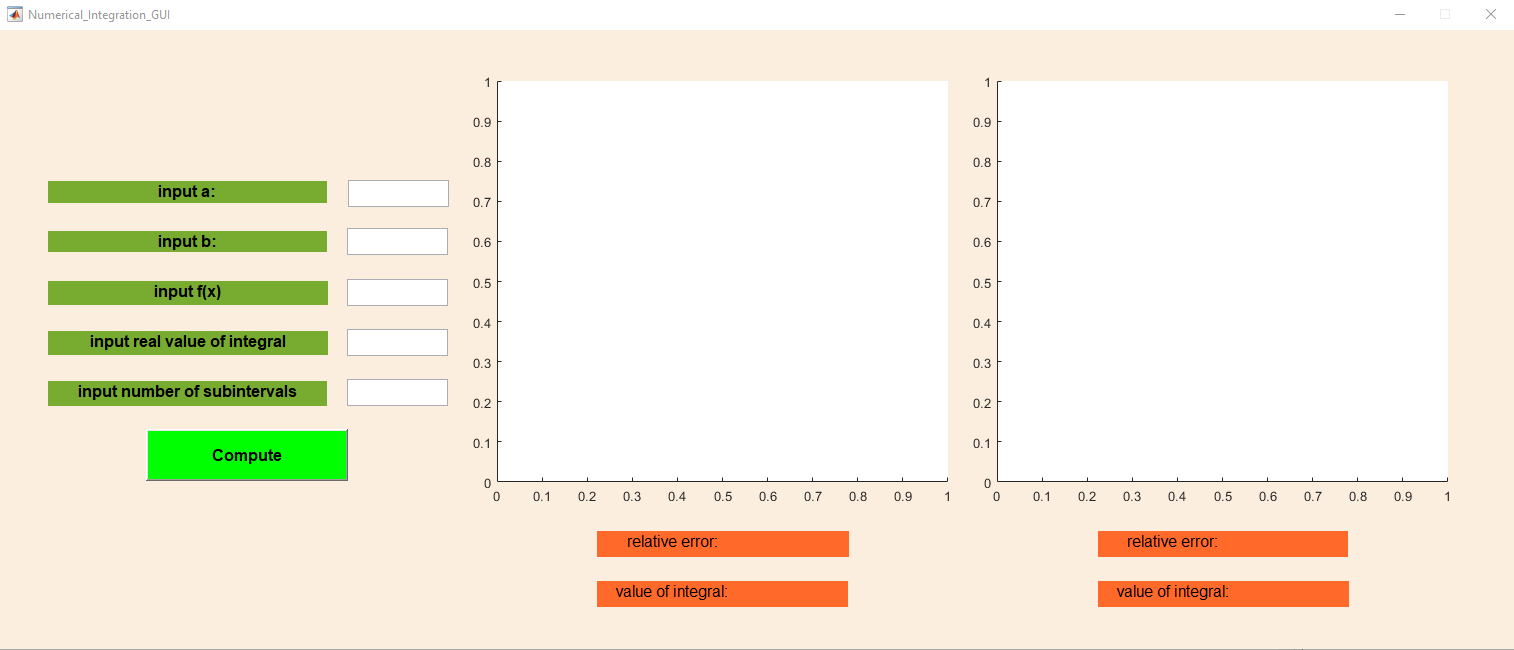 Numerical_Integration_GUI
input a:
input b:
input f(x)
input real value of integral
input number of subintervals
Compute
1
0.9
0.8
0.7
0.6
0.5
0.4
0.3
0.2
0.1
0
0 0.1 0.2 0.3 0.4 0.5 0.6 0.7 0.8 0.9 1
relative error:
value of integral:
1
0.9
0.8
0.7
0.6
0.5
0.4
0.3
0.2
0.1
0
0 0.1 0.2 0.3 0.4 0.5 0.6 0.7 0.8 0.9 1
relative error:
value of integral: